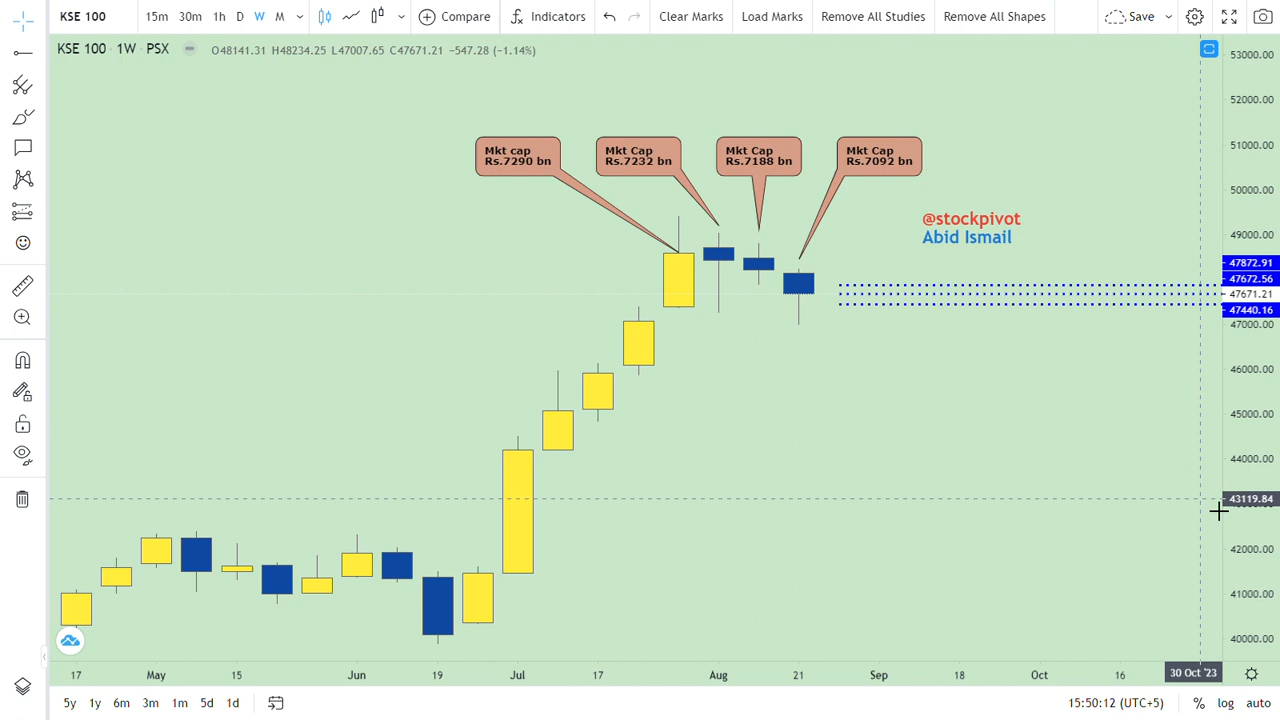 KSE 100 15m 30m 1h D W M Compare Indicators Clear Marks Load Marks Remove All Studies Remove All Shapes Save
KSE 100 · 1W · PSX O48141.31 H48234.25 L47007.65 C47671.21 −547.28 (−1.14%)
53000.00
52000.00
51000.00
Mkt cap
Rs.7290 bn
Mkt Cap
Rs.7232 bn
Mkt Cap
Rs.7188 bn
Mkt Cap
Rs.7092 bn
50000.00
@stockpivot
Abid Ismail
49000.00
47872.91
47672.56
47671.21
47440.16
47000.00
46000.00
45000.00
44000.00
43119.84
42000.00
41000.00
40000.00
17 May 15 Jun 19 Jul 17 Aug 21 Sep 18 Oct 16 30 Oct '23
5y 1y 6m 3m 1m 5d 1d 15:50:12 (UTC+5) % log auto